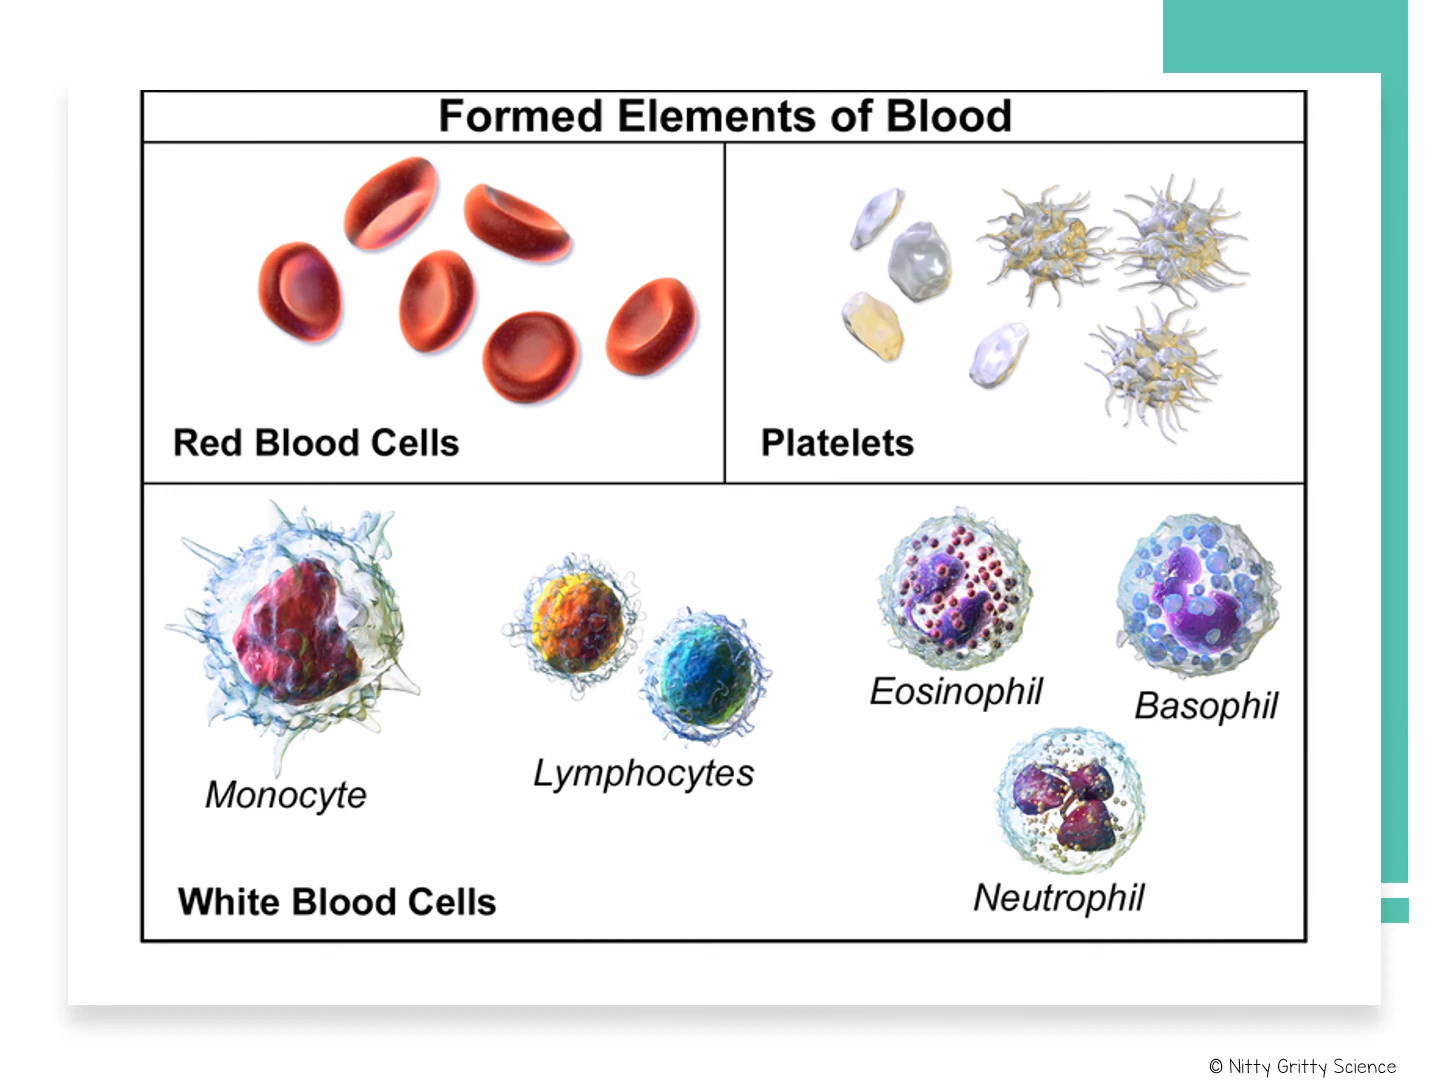 Formed Elements of Blood
Red Blood Cells
Platelets
Monocyte
Lymphocytes
Eosinophil
Basophil
Neutrophil
White Blood Cells
© Nitty Gritty Science